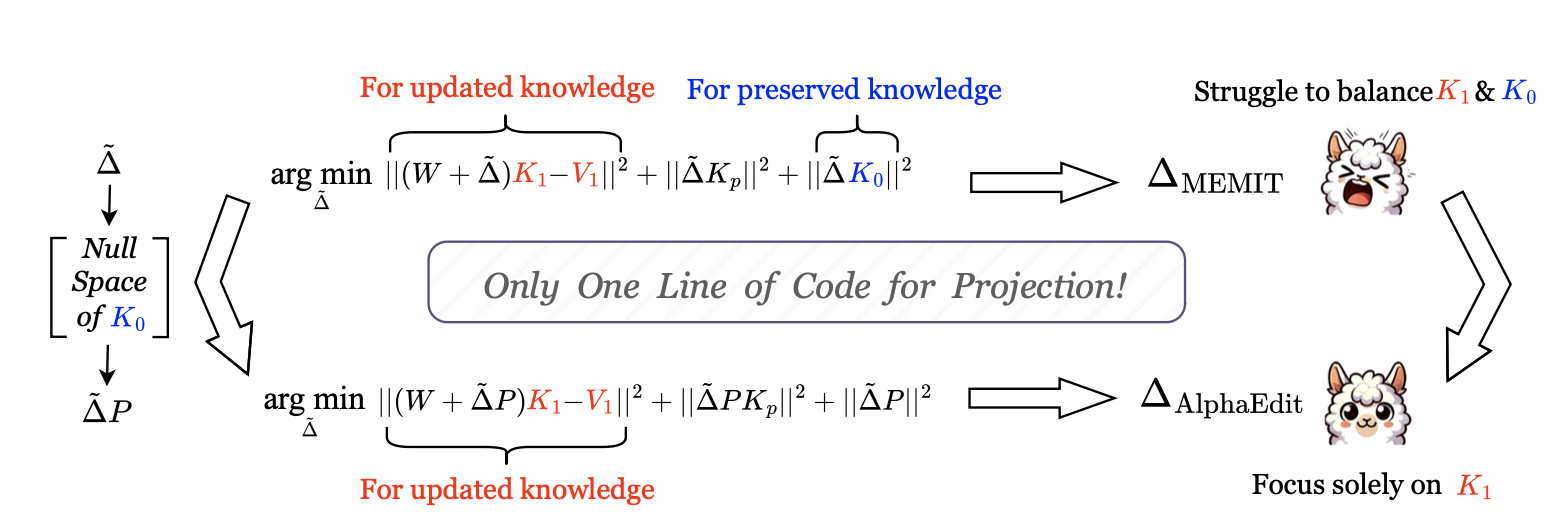 For updated knowledge
For preserved knowledge
Struggle to balance K₁ & K₀
Δ̃
arg min ||(W + Δ̃)K₁−V₁||² + ||Δ̃Kₚ||² + ||Δ̃K₀||²
Δ̃
Δ_MEMIT
Null
Space
of K₀
Only One Line of Code for Projection!
Δ̃P
arg min ||(W + Δ̃P)K₁−V₁||² + ||Δ̃PKₚ||² + ||Δ̃P||²
Δ̃
Δ_AlphaEdit
For updated knowledge
Focus solely on K₁